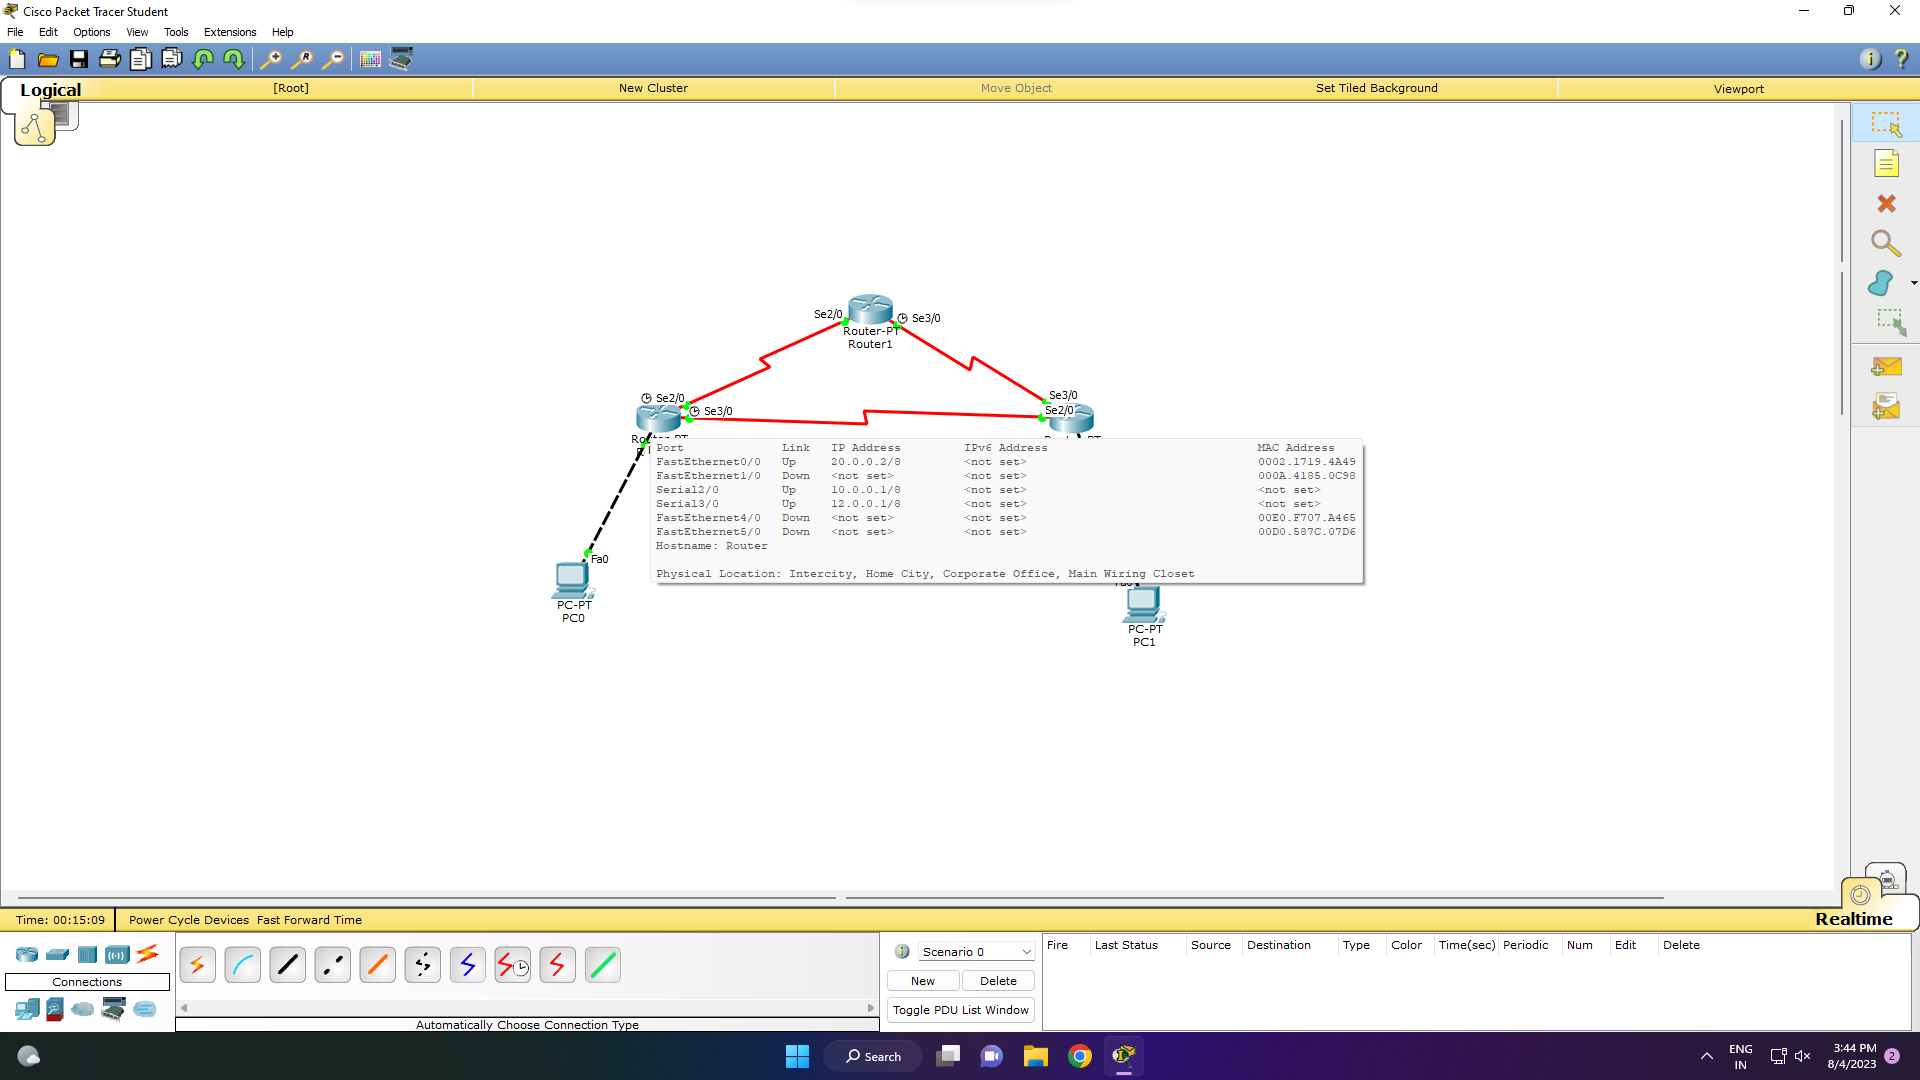 Cisco Packet Tracer Student
File Edit Options View Tools Extensions Help
Logical [Root] New Cluster Move Object Set Tiled Background Viewport
Se2/0 Se3/0
Router-PT
Router1
Se2/0 Se3/0
Se3/0
Se2/0
Port Link IP Address IPv6 Address MAC Address
FastEthernet0/0 Up 20.0.0.2/8 <not set> 0002.1719.4A49
FastEthernet1/0 Down <not set> <not set> 000A.4185.0C98
Serial2/0 Up 10.0.0.1/8 <not set> <not set>
Serial3/0 Up 12.0.0.1/8 <not set> <not set>
FastEthernet4/0 Down <not set> <not set> 00E0.F707.A465
FastEthernet5/0 Down <not set> <not set> 00D0.587C.07D6
Hostname: Router
Physical Location: Intercity, Home City, Corporate Office, Main Wiring Closet
Fa0
PC-PT
PC0
PC-PT
PC1
Realtime
Time: 00:15:09 Power Cycle Devices Fast Forward Time
Connections
Automatically Choose Connection Type
Scenario 0
New Delete
Toggle PDU List Window
Fire Last Status Source Destination Type Color Time(sec) Periodic Num Edit Delete
Search
ENG
IN
3:44 PM
8/4/2023
2